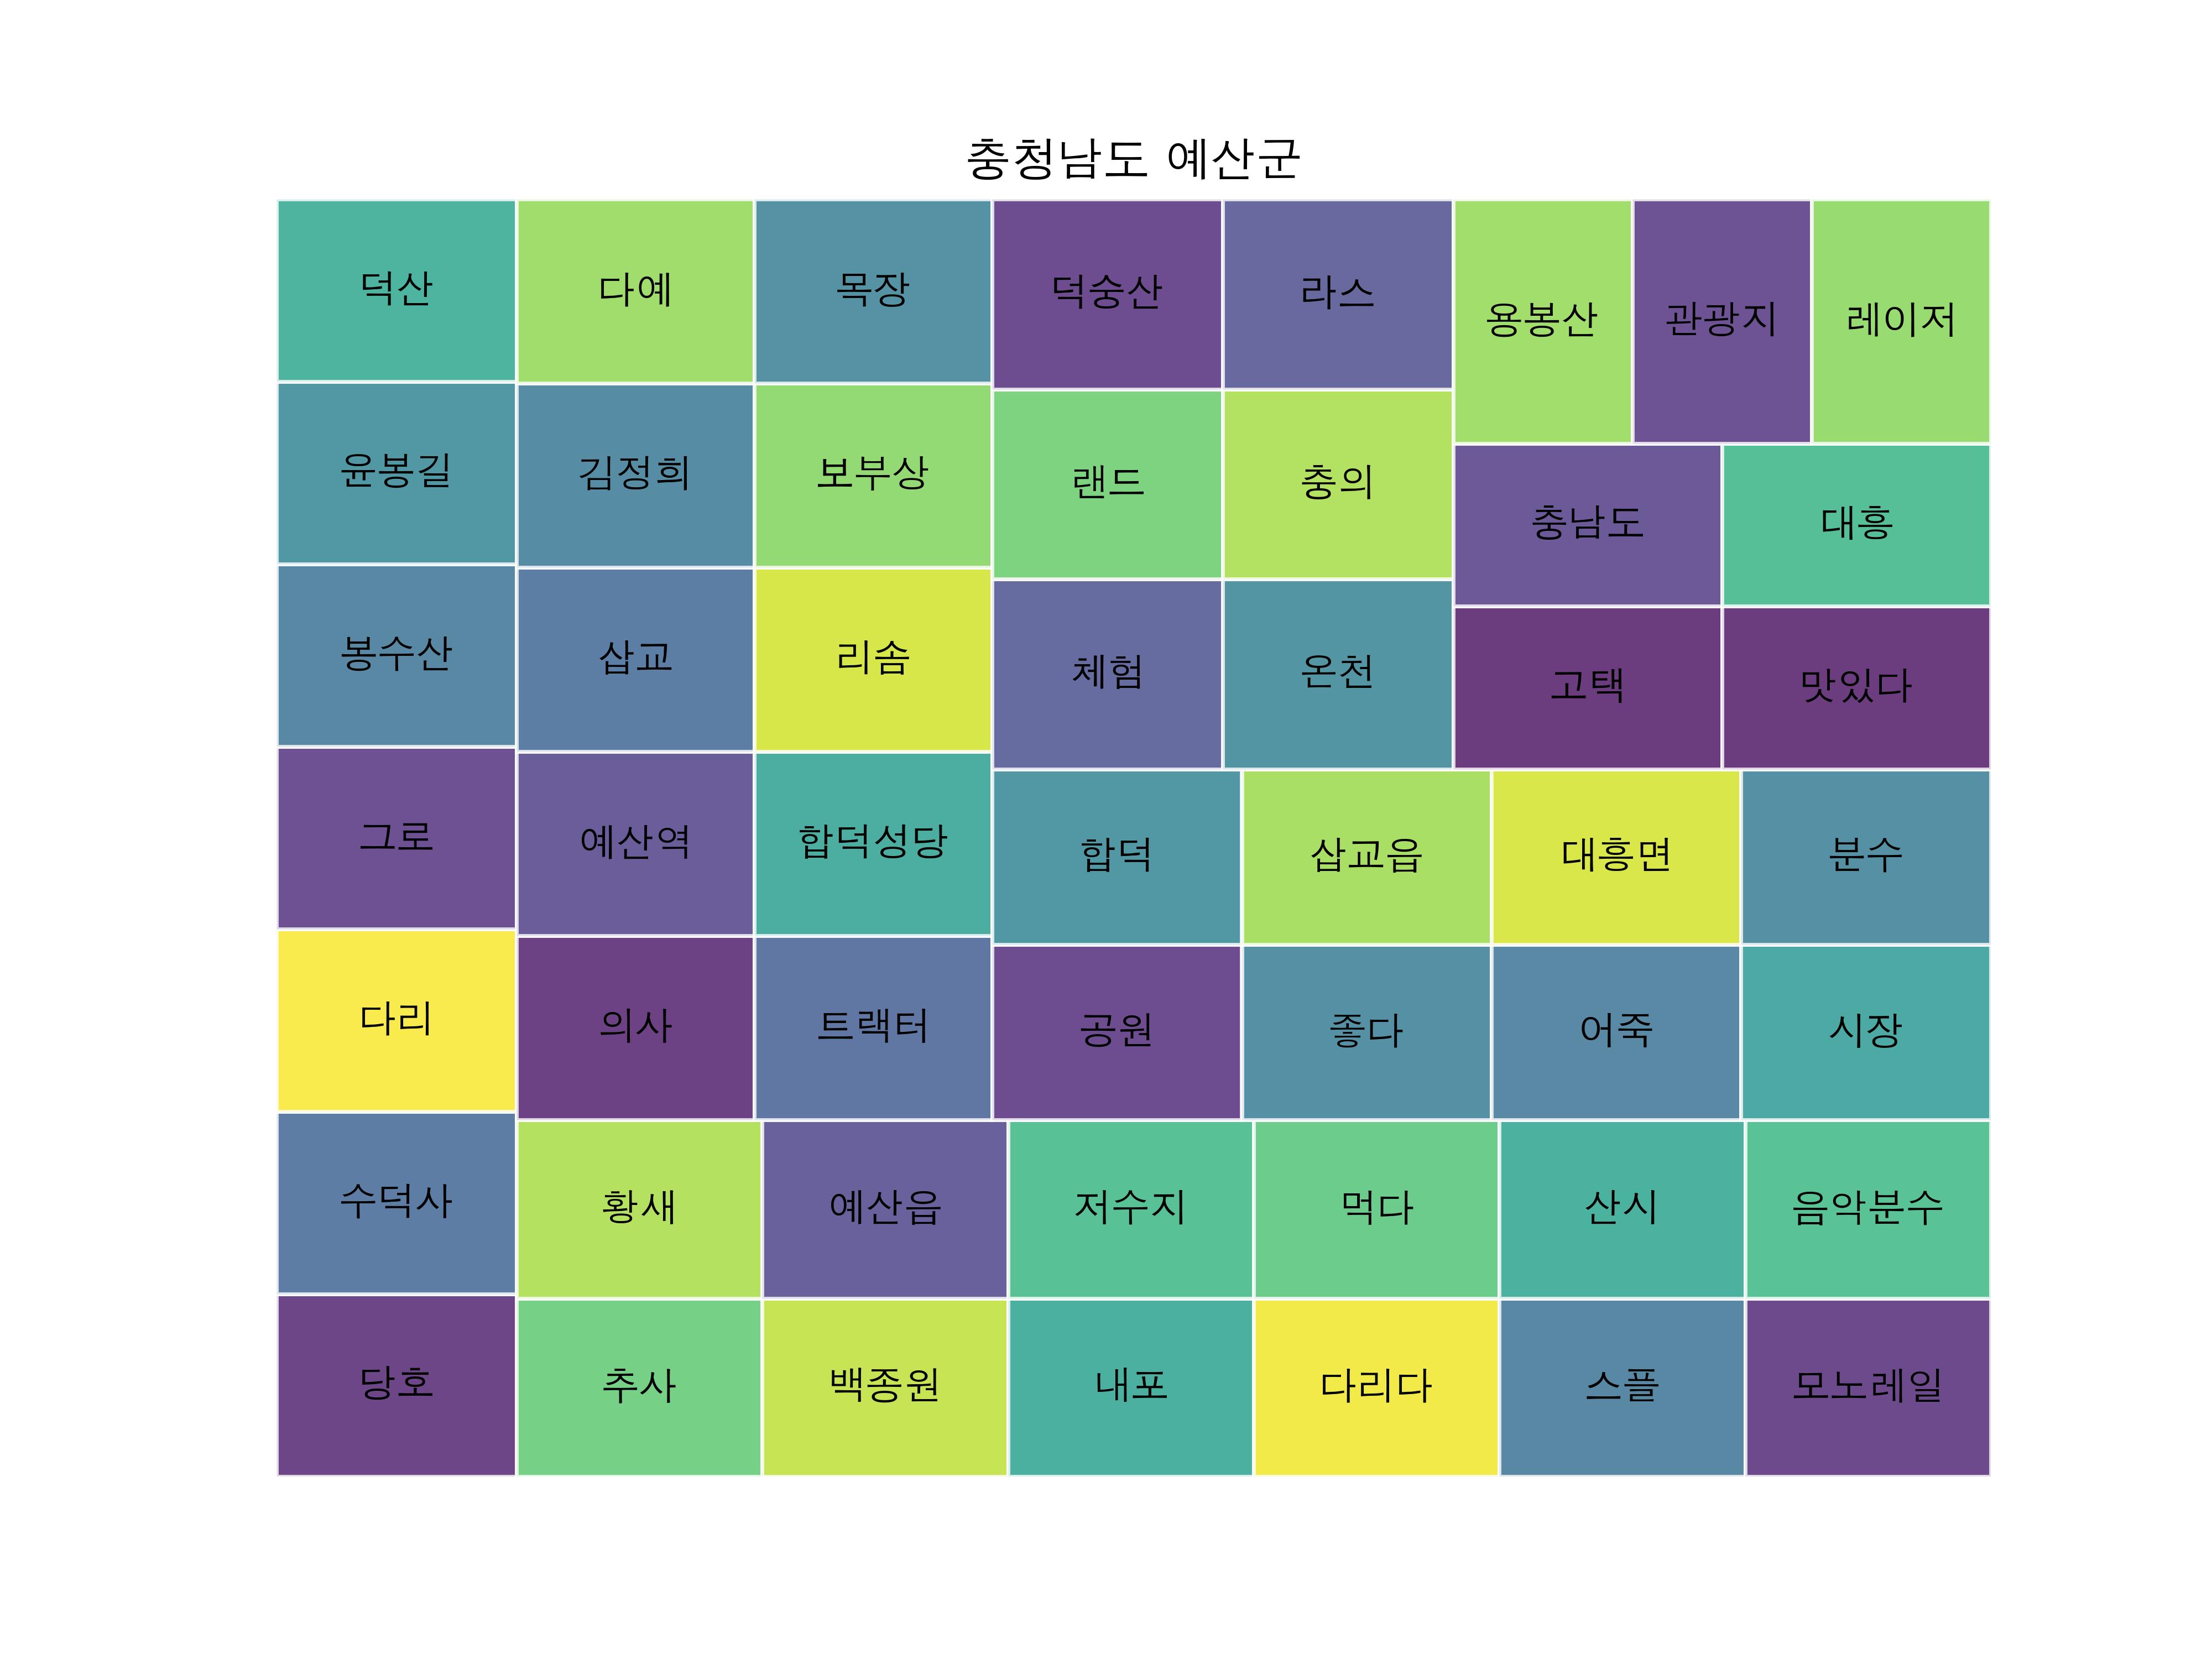 충청남도 예산군
덕산 다예 목장 덕숭산 라스 용봉산 관광지 레이저
윤봉길 김정희 보부상 랜드 충의 충남도 대흥
봉수산 삽교 리솜 체험 온천 고택 맛있다
그로 예산역 합덕성당 합덕 삽교읍 대흥면 분수
다리 의사 트랙터 공원 좋다 어죽 시장
수덕사 황새 예산읍 저수지 먹다 산시 음악분수
당호 추사 백종원 내포 다리다 스플 모노레일